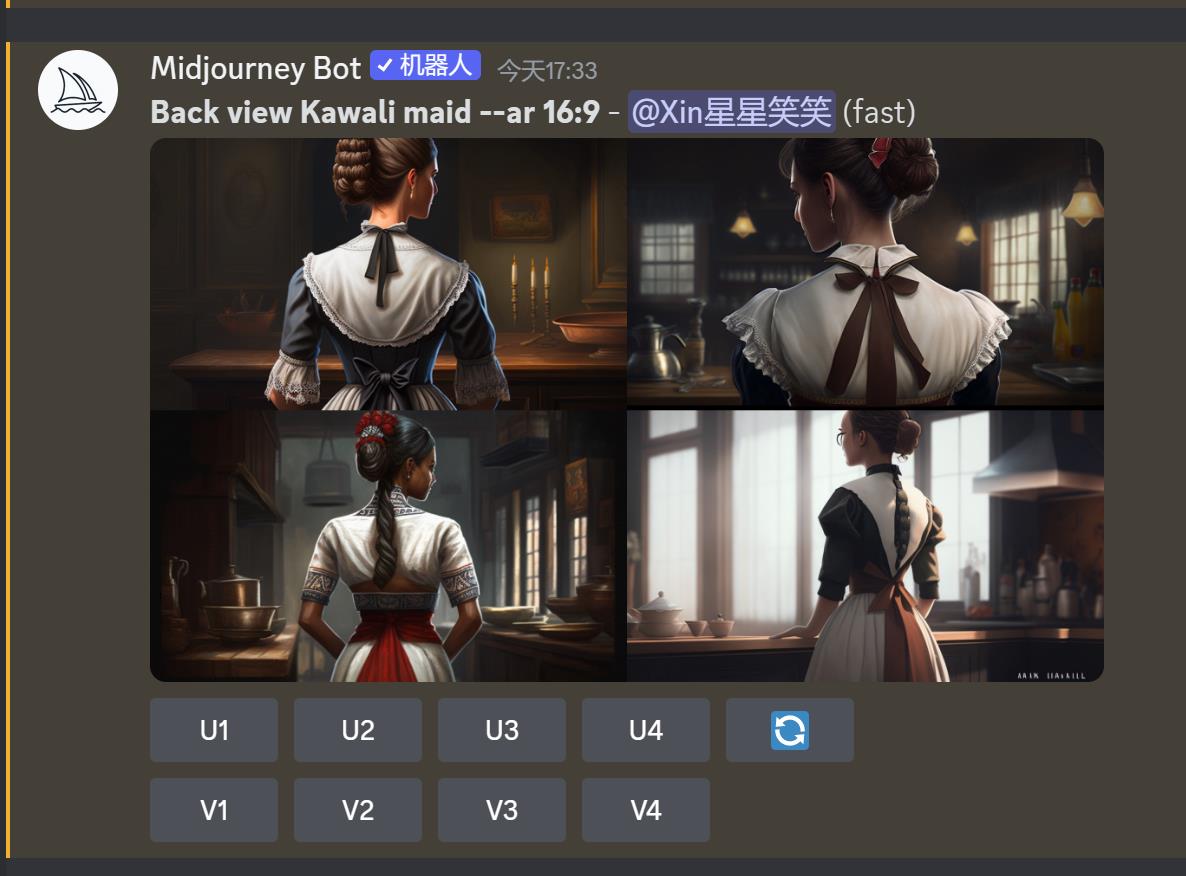 Midjourney Bot ✓ 机器人 今天17:33
Back view Kawali maid --ar 16:9 - @Xin星星笑笑 (fast)
U1 U2 U3 U4
V1 V2 V3 V4